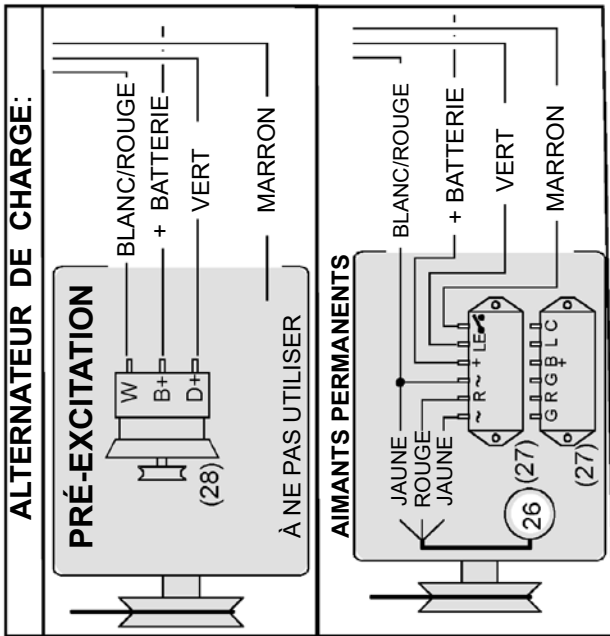 ALTERNATEUR DE CHARGE:
PRÉ-EXCITATION
BLANC/ROUGE
+ BATTERIE
VERT
MARRON
W
B+
D+
(28)
À NE PAS UTILISER
AIMANTS PERMANENTS
BLANC/ROUGE
+ BATTERIE
VERT
MARRON
JAUNE
ROUGE
JAUNE
~ R ~ + LE
G R G B L C
+
26
(27)
(27)